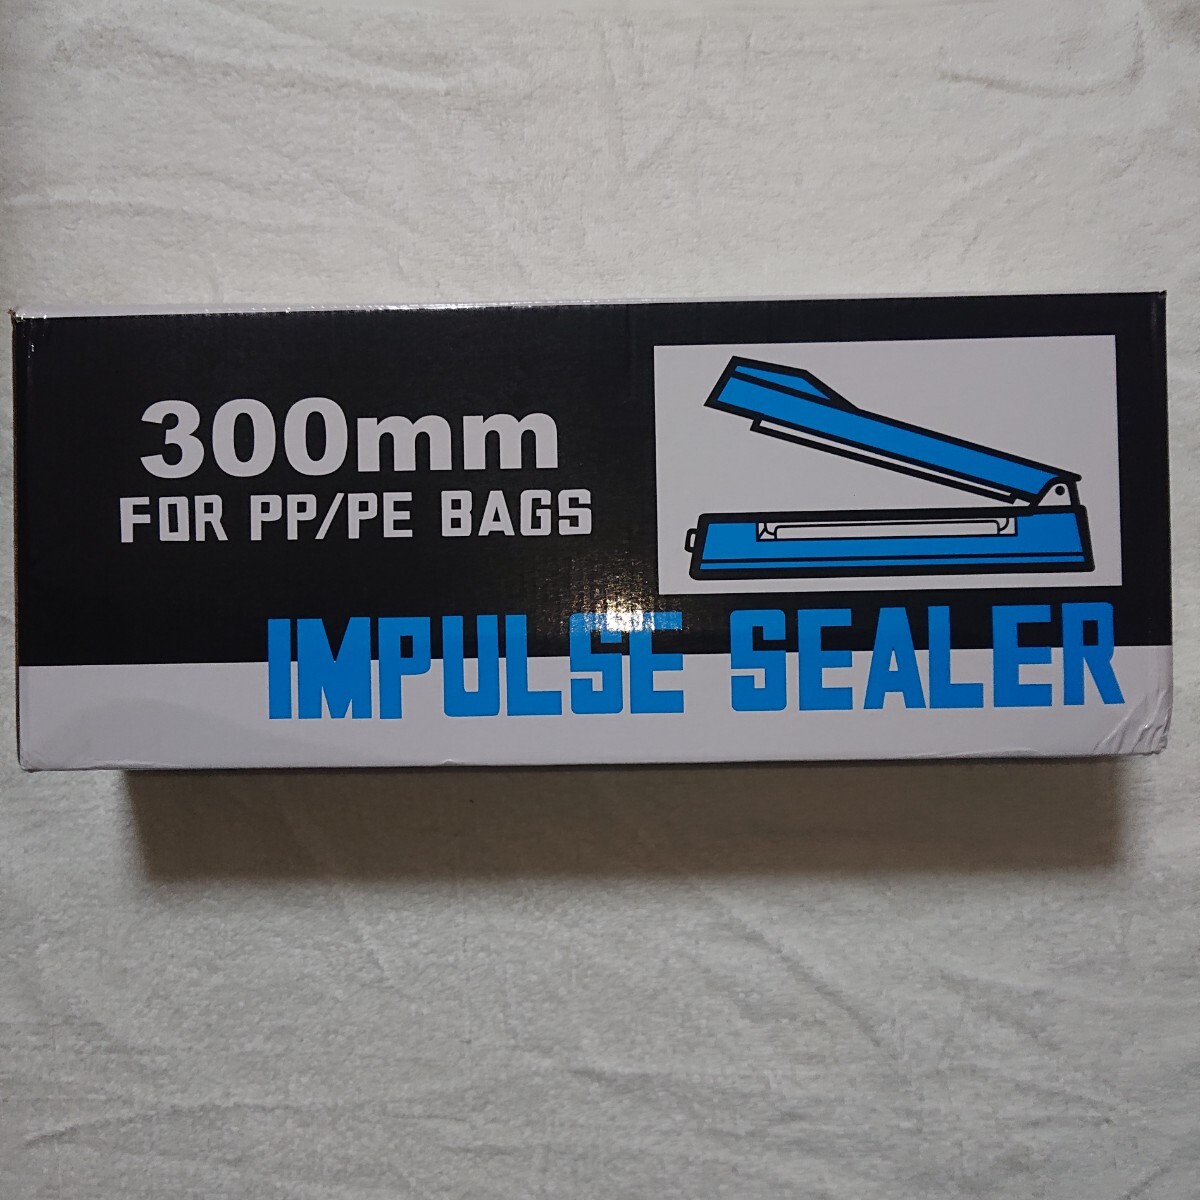 300mm
FOR PP/PE BAGS
IMPULSE SEALER